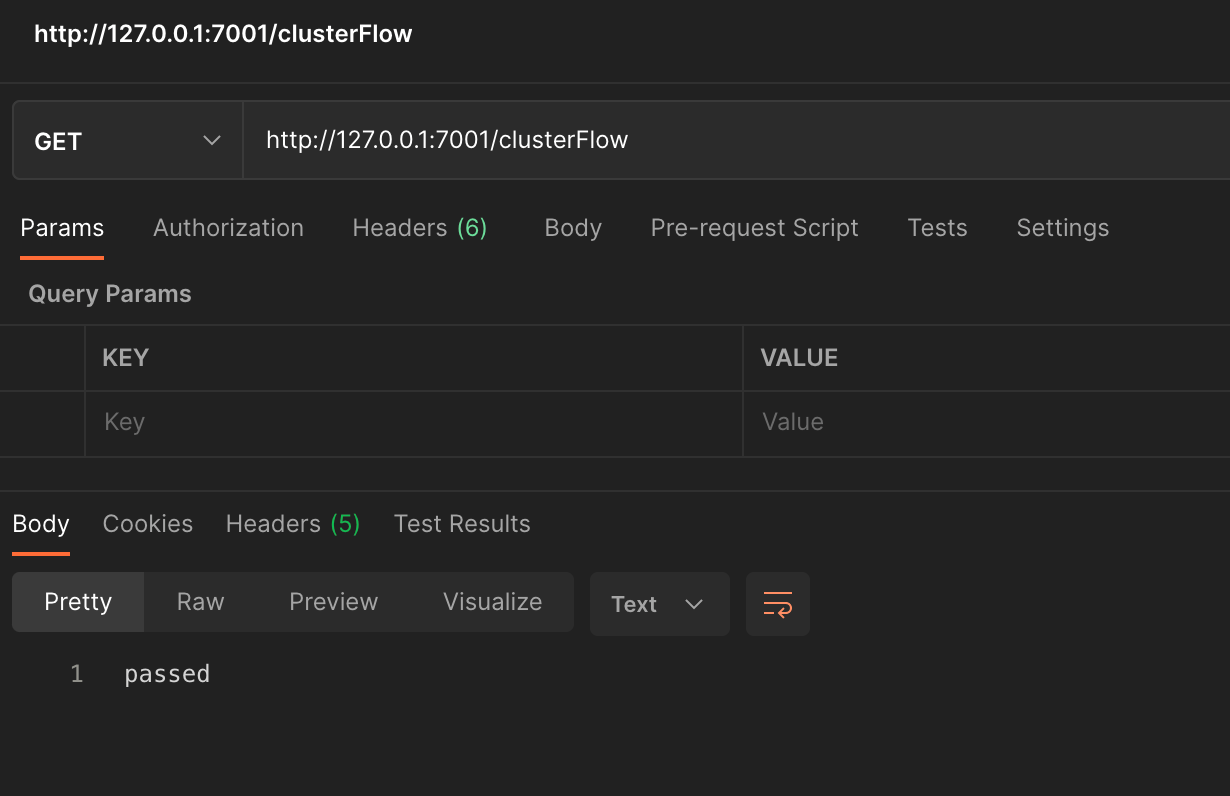 http://127.0.0.1:7001/clusterFlow
GET http://127.0.0.1:7001/clusterFlow
Params Authorization Headers (6) Body Pre-request Script Tests Settings
Query Params
KEY VALUE
Key Value
Body Cookies Headers (5) Test Results
Pretty Raw Preview Visualize Text
1 passed